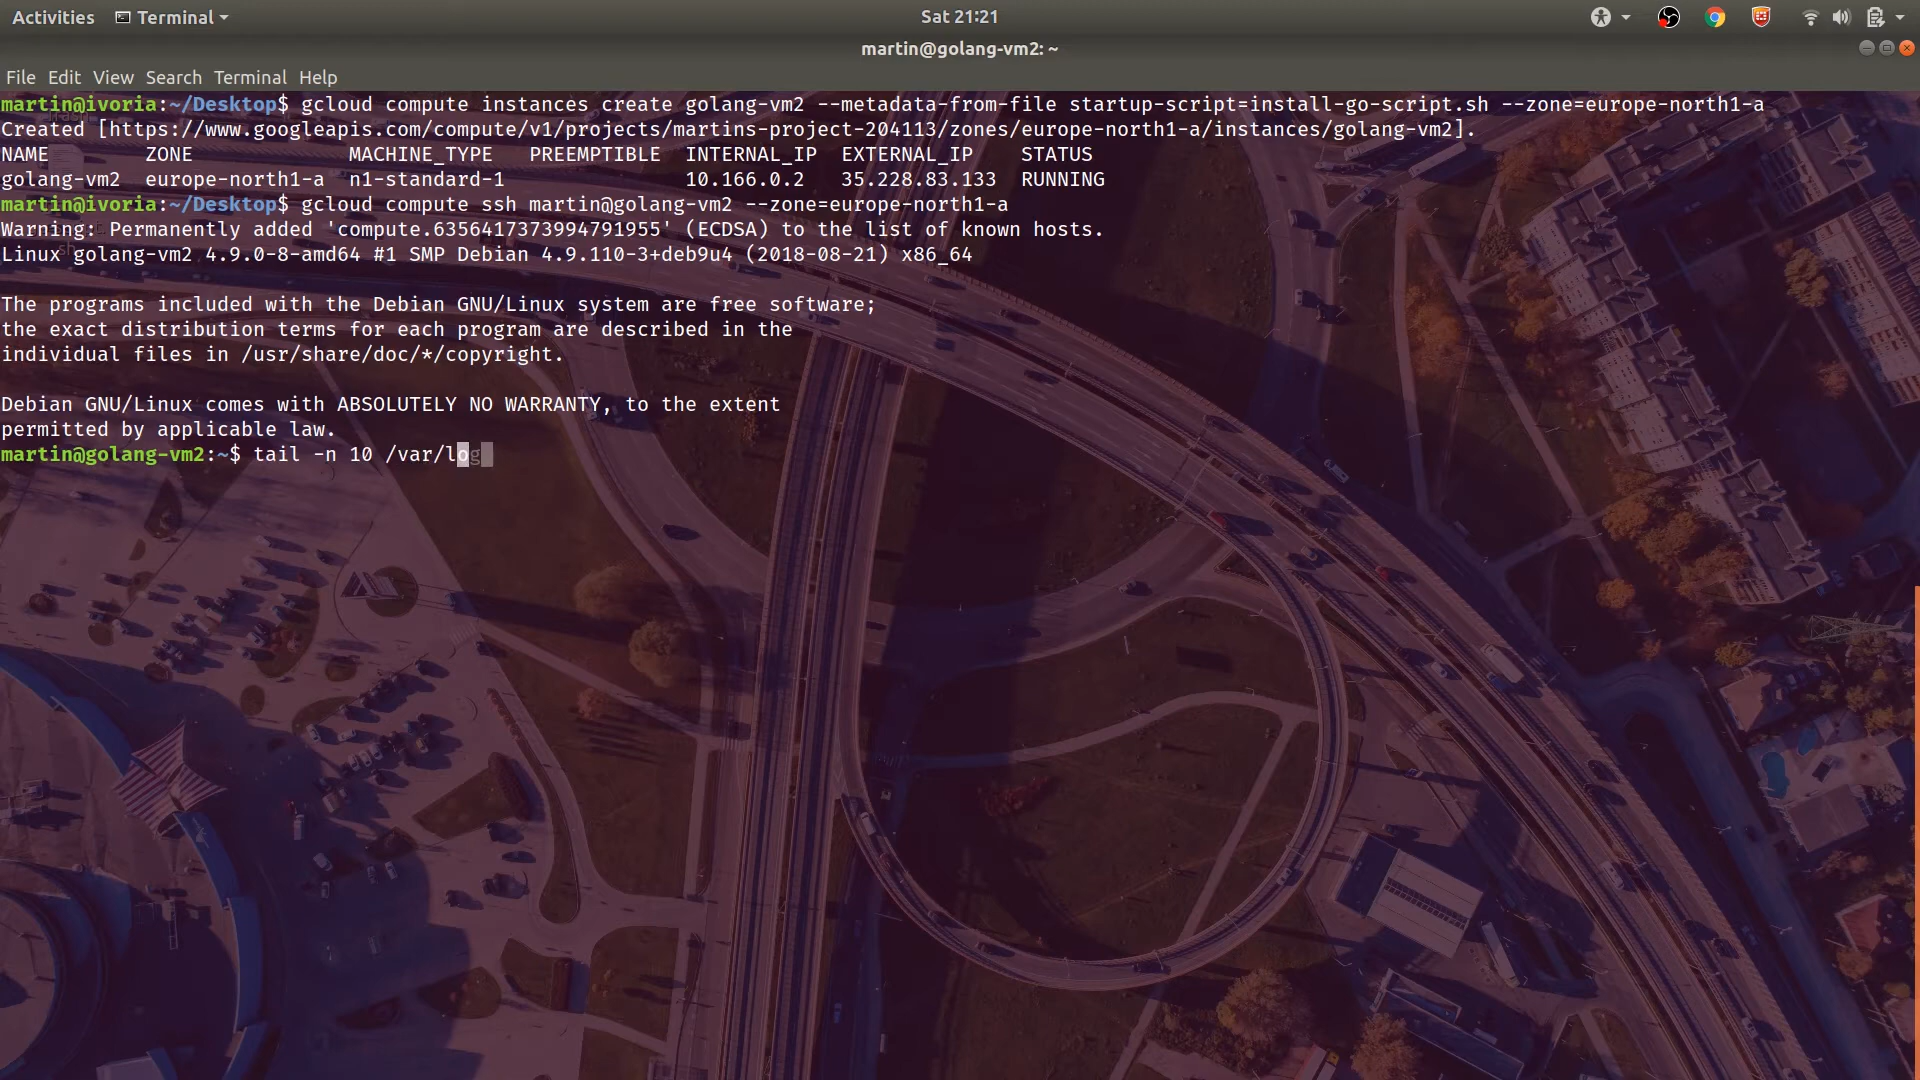 Activities Terminal Sat 21:21
martin@golang-vm2: ~
File Edit View Search Terminal Help
martin@ivoria:~/Desktop$ gcloud compute instances create golang-vm2 --metadata-from-file startup-script=install-go-script.sh --zone=europe-north1-a
Created [https://www.googleapis.com/compute/v1/projects/martins-project-204113/zones/europe-north1-a/instances/golang-vm2].
NAME ZONE MACHINE_TYPE PREEMPTIBLE INTERNAL_IP EXTERNAL_IP STATUS
golang-vm2 europe-north1-a n1-standard-1 10.166.0.2 35.228.83.133 RUNNING
martin@ivoria:~/Desktop$ gcloud compute ssh martin@golang-vm2 --zone=europe-north1-a
Warning: Permanently added 'compute.6356417373994791955' (ECDSA) to the list of known hosts.
Linux golang-vm2 4.9.0-8-amd64 #1 SMP Debian 4.9.110-3+deb9u4 (2018-08-21) x86_64
The programs included with the Debian GNU/Linux system are free software;
the exact distribution terms for each program are described in the
individual files in /usr/share/doc/*/copyright.
Debian GNU/Linux comes with ABSOLUTELY NO WARRANTY, to the extent
permitted by applicable law.
martin@golang-vm2:~$ tail -n 10 /var/log